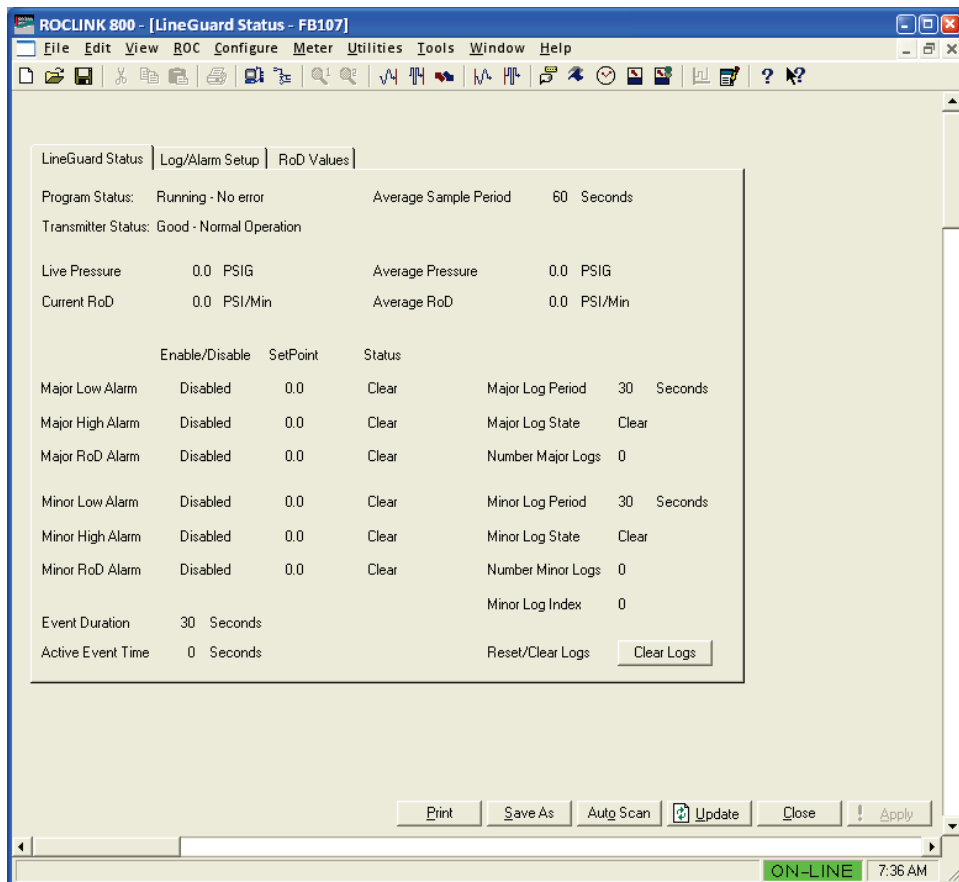 ROCLINK 800 - [LineGuard Status - FB107]
File Edit View ROC Configure Meter Utilities Tools Window Help
LineGuard Status Log/Alarm Setup RoD Values
Program Status: Running - No error Average Sample Period 60 Seconds
Transmitter Status: Good - Normal Operation
Live Pressure 0.0 PSIG Average Pressure 0.0 PSIG
Current RoD 0.0 PSI/Min Average RoD 0.0 PSI/Min
Enable/Disable SetPoint Status
Major Low Alarm Disabled 0.0 Clear Major Log Period 30 Seconds
Major High Alarm Disabled 0.0 Clear Major Log State Clear
Major RoD Alarm Disabled 0.0 Clear Number Major Logs 0
Minor Low Alarm Disabled 0.0 Clear Minor Log Period 30 Seconds
Minor High Alarm Disabled 0.0 Clear Minor Log State Clear
Minor RoD Alarm Disabled 0.0 Clear Number Minor Logs 0
Minor Log Index 0
Event Duration 30 Seconds
Active Event Time 0 Seconds Reset/Clear Logs Clear Logs
Print Save As Auto Scan Update Close ! Apply
ON-LINE 7:36 AM